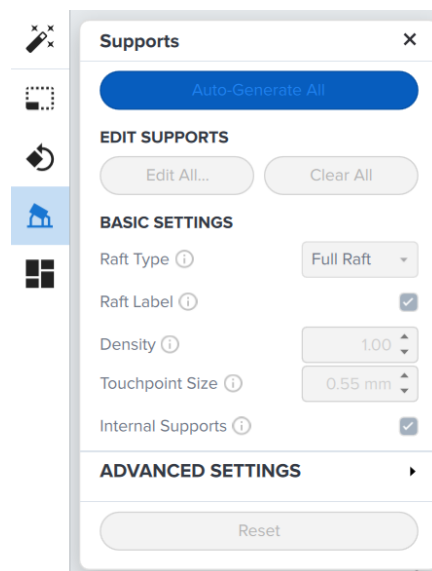 Supports
Auto-Generate All
EDIT SUPPORTS
Edit All... Clear All
BASIC SETTINGS
Raft Type Full Raft
Raft Label
Density 1.00
Touchpoint Size 0.55 mm
Internal Supports
ADVANCED SETTINGS
Reset